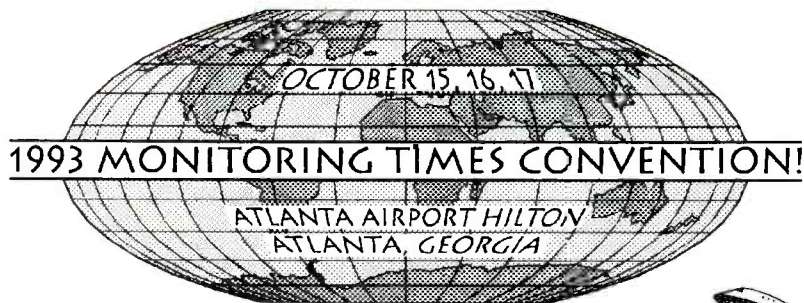 OCTOBER 15, 16, 17
1993 MONITORING TIMES CONVENTION!
ATLANTA AIRPORT HILTON
ATLANTA, GEORGIA